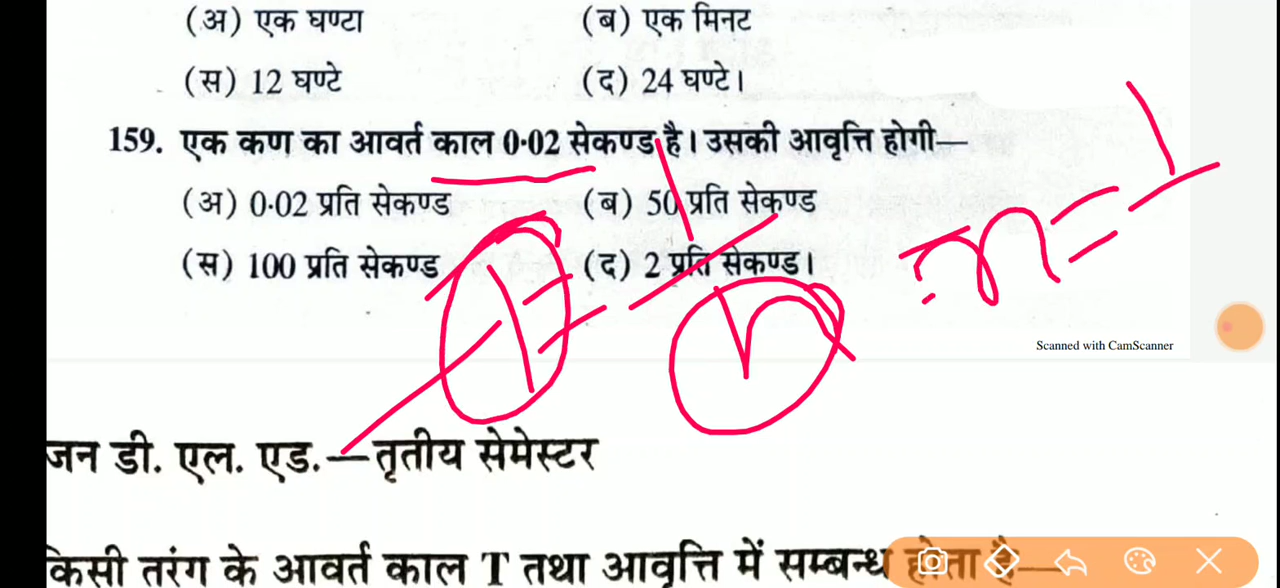 (अ) एक घण्टा (ब) एक मिनट
(स) 12 घण्टे (द) 24 घण्टे।
159. एक कण का आवर्त काल 0·02 सेकण्ड है। उसकी आवृत्ति होगी—
(अ) 0·02 प्रति सेकण्ड (ब) 50 प्रति सेकण्ड
(स) 100 प्रति सेकण्ड (द) 2 प्रति सेकण्ड।
T = 1
n
n = 1
Scanned with CamScanner
जन डी. एल. एड.—तृतीय सेमेस्टर
किसी तरंग के आवर्त काल T तथा आवृत्ति में सम्बन्ध होता है—